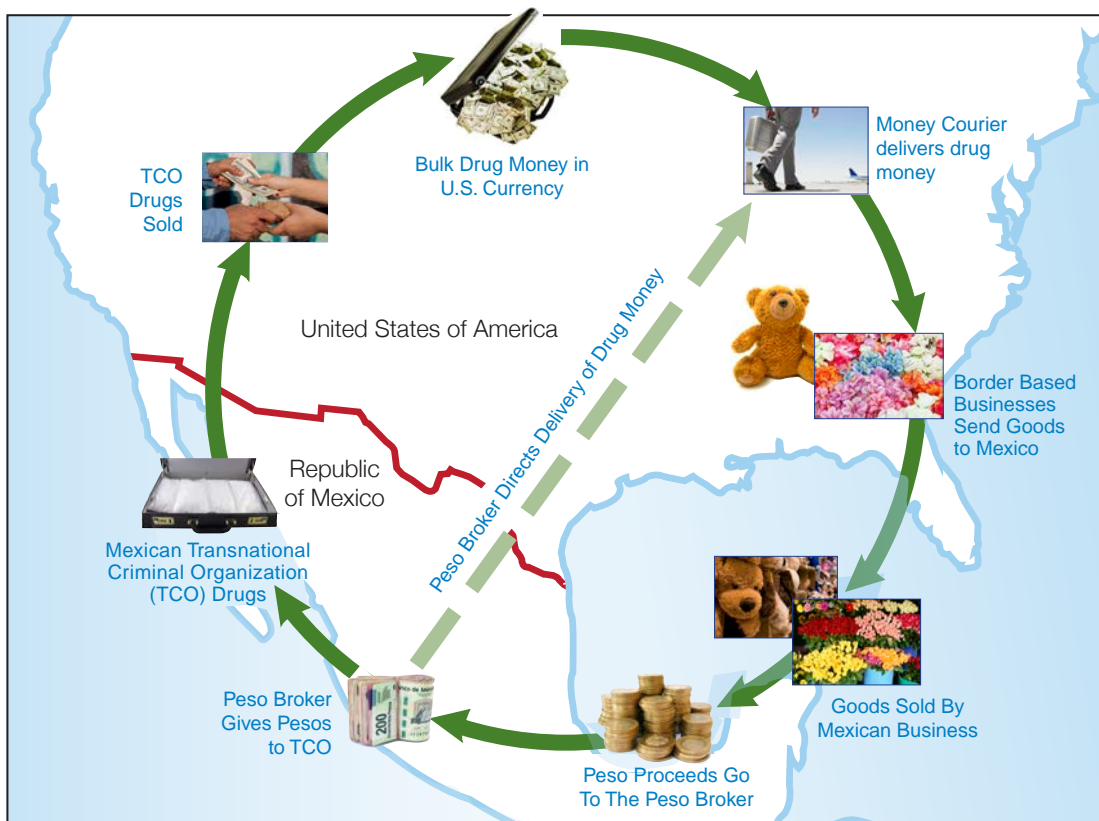 Bulk Drug Money in
U.S. Currency
Money Courier
delivers drug
money
TCO
Drugs
Sold
United States of America
Peso Broker Directs Delivery of Drug Money
Border Based
Businesses
Send Goods
to Mexico
Republic
of Mexico
Mexican Transnational
Criminal Organization
(TCO) Drugs
Peso Broker
Gives Pesos
to TCO
200
Goods Sold By
Mexican Business
Peso Proceeds Go
To The Peso Broker